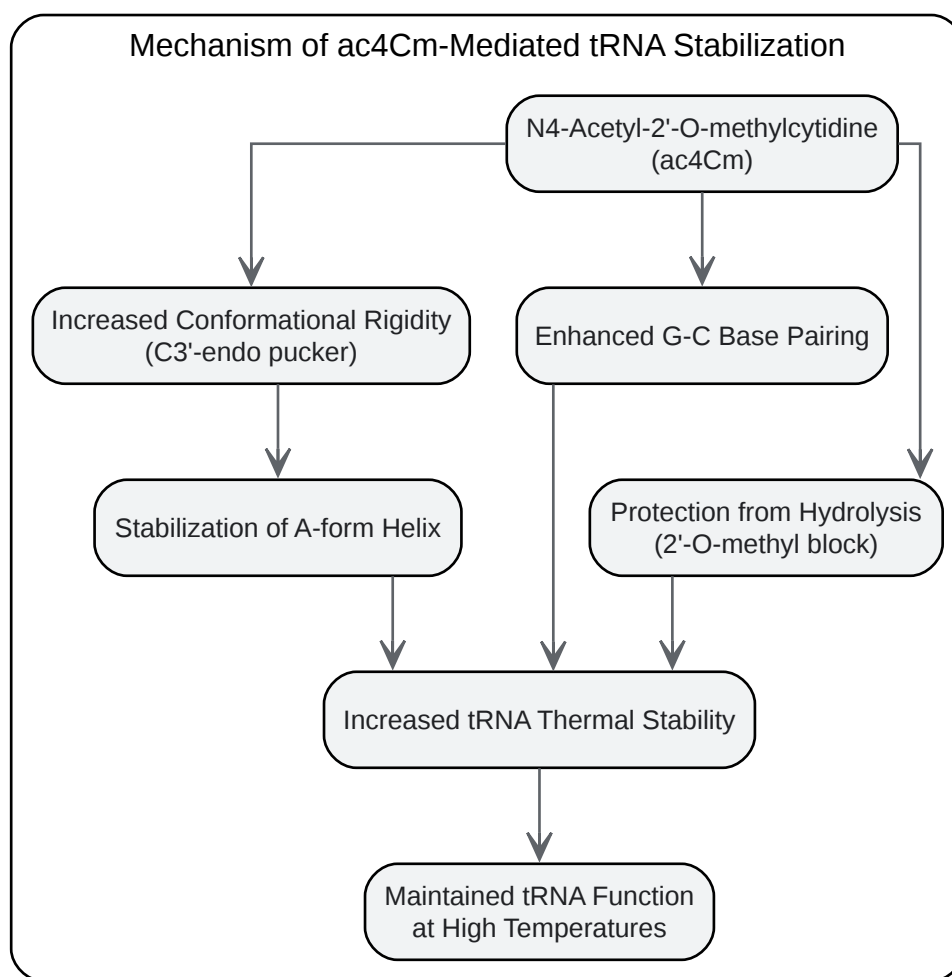 Mechanism of ac4Cm-Mediated tRNA Stabilization
N4-Acetyl-2'-O-methylcytidine
(ac4Cm)
Increased Conformational Rigidity
(C3'-endo pucker)
Enhanced G-C Base Pairing
Stabilization of A-form Helix
Protection from Hydrolysis
(2'-O-methyl block)
Increased tRNA Thermal Stability
Maintained tRNA Function
at High Temperatures